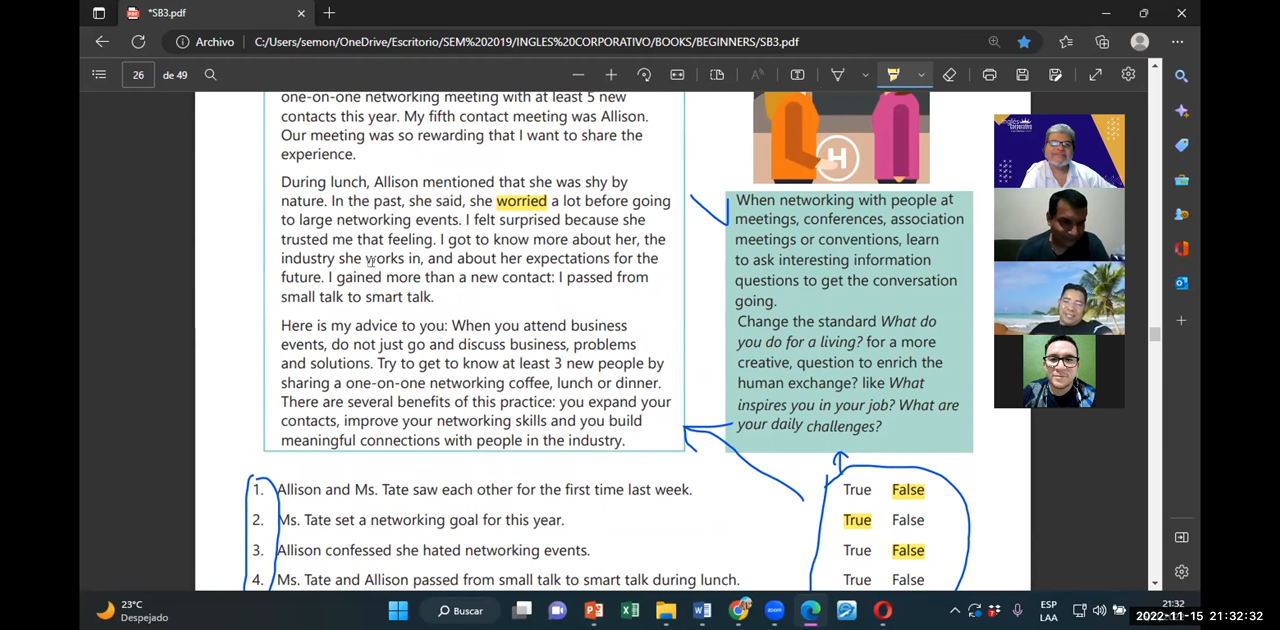 *SB3.pdf
Archivo
C:/Users/semon/OneDrive/Escritorio/SEM%202019/INGLES%20CORPORATIVO/BOOKS/BEGINNERS/SB3.pdf
26 de 49
one-on-one networking meeting with at least 5 new
contacts this year. My fifth contact meeting was Allison.
Our meeting was so rewarding that I want to share the
experience.
During lunch, Allison mentioned that she was shy by
nature. In the past, she said, she worried a lot before going
to large networking events. I felt surprised because she
trusted me that feeling. I got to know more about her, the
industry she works in, and about her expectations for the
future. I gained more than a new contact: I passed from
small talk to smart talk.
Here is my advice to you: When you attend business
events, do not just go and discuss business, problems
and solutions. Try to get to know at least 3 new people by
sharing a one-on-one networking coffee, lunch or dinner.
There are several benefits of this practice: you expand your
contacts, improve your networking skills and you build
meaningful connections with people in the industry.
H
When networking with people at
meetings, conferences, association
meetings or conventions, learn
to ask interesting information
questions to get the conversation
going.
Change the standard What do
you do for a living? for a more
creative, question to enrich the
human exchange? like What
inspires you in your job? What are
your daily challenges?
1. Allison and Ms. Tate saw each other for the first time last week. True False
2. Ms. Tate set a networking goal for this year. True False
3. Allison confessed she hated networking events. True False
4. Ms. Tate and Allison passed from small talk to smart talk during lunch. True False
23°C
Despejado
Buscar
ESP
LAA
21:32
2022-11-15 21:32:32